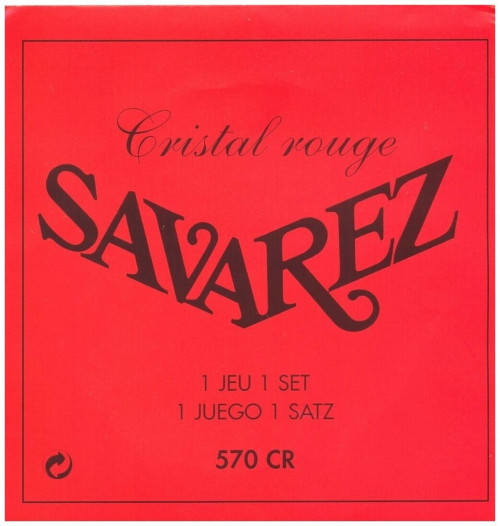 Cristal rouge
SAVAREZ
1 JEU 1 SET
1 JUEGO 1 SATZ
570 CR